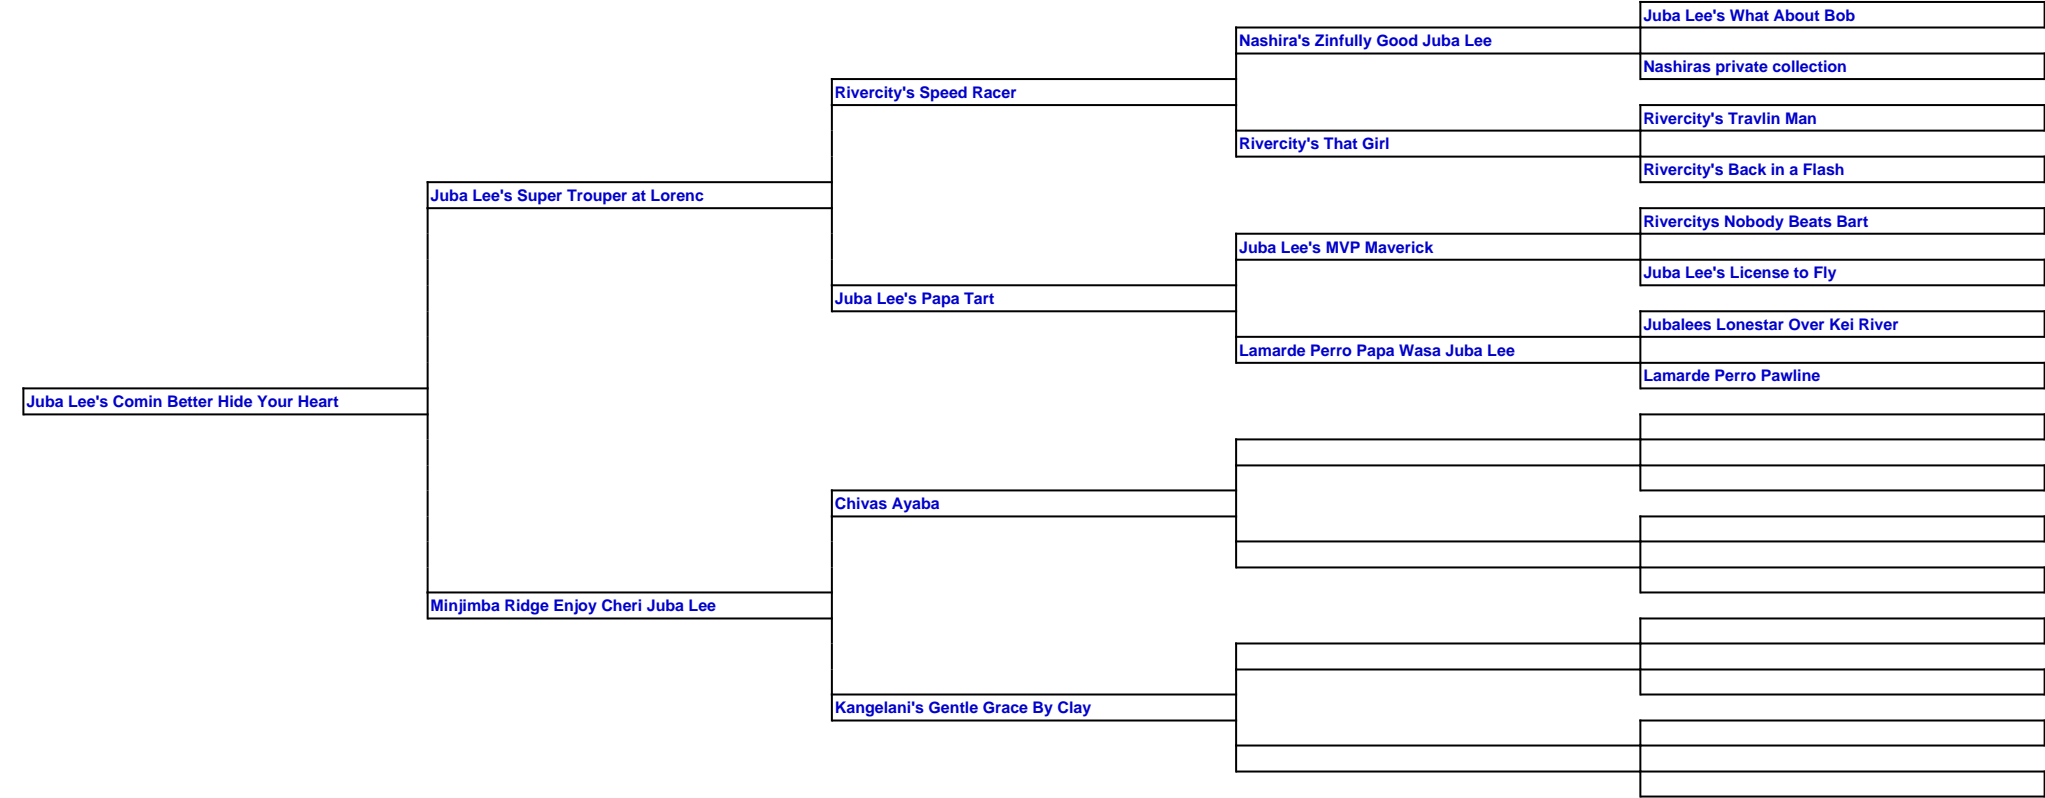 Juba Lee's What About Bob
Nashira's Zinfully Good Juba Lee
Nashiras private collection
Rivercity's Speed Racer
Rivercity's Travlin Man
Rivercity's That Girl
Rivercity's Back in a Flash
Juba Lee's Super Trouper at Lorenc
Rivercitys Nobody Beats Bart
Juba Lee's MVP Maverick
Juba Lee's License to Fly
Juba Lee's Papa Tart
Jubalees Lonestar Over Kei River
Lamarde Perro Papa Wasa Juba Lee
Lamarde Perro Pawline
Juba Lee's Comin Better Hide Your Heart
Chivas Ayaba
Minjimba Ridge Enjoy Cheri Juba Lee
Kangelani's Gentle Grace By Clay